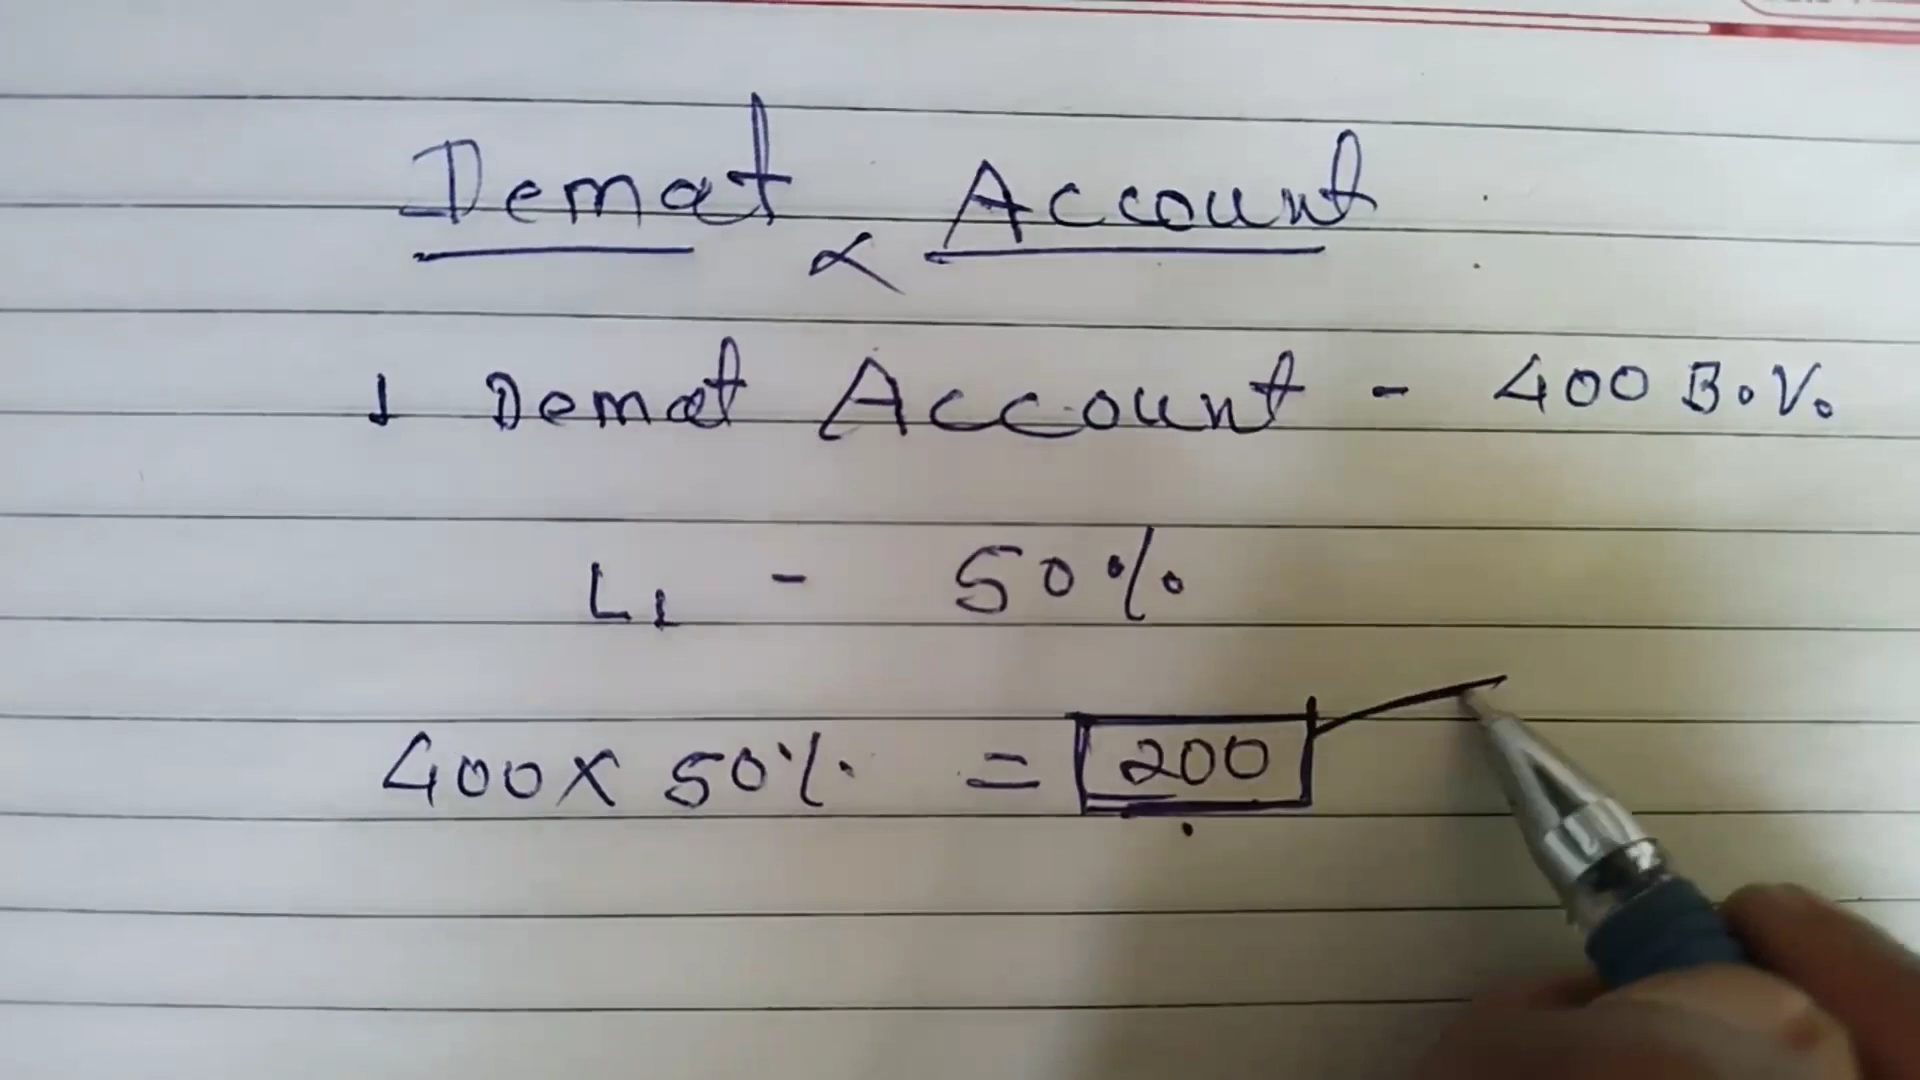 Demat Account
1 Demat Account - 400 B.V.
L1 - 50%
400 X 50% = 200